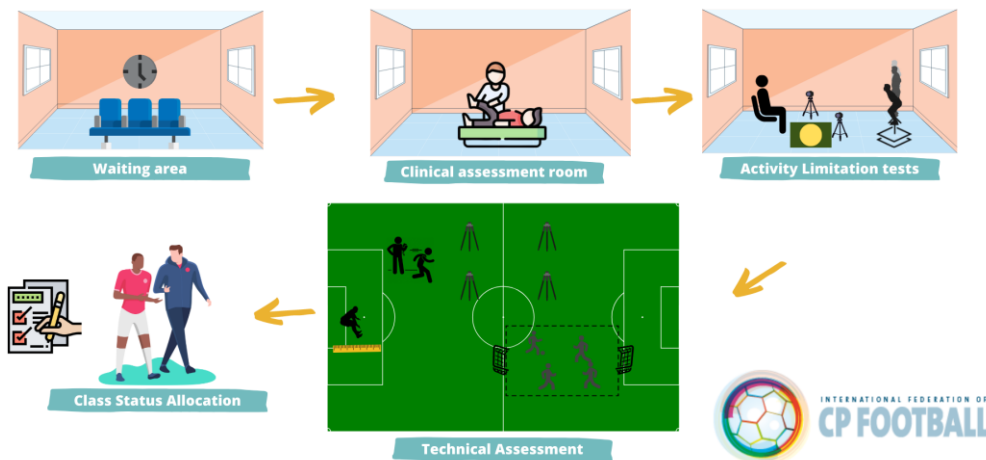 Waiting area
Clinical assessment room
Activity Limitation tests
Class Status Allocation
Technical Assessment
INTERNATIONAL FEDERATION OF
CP FOOTBALL